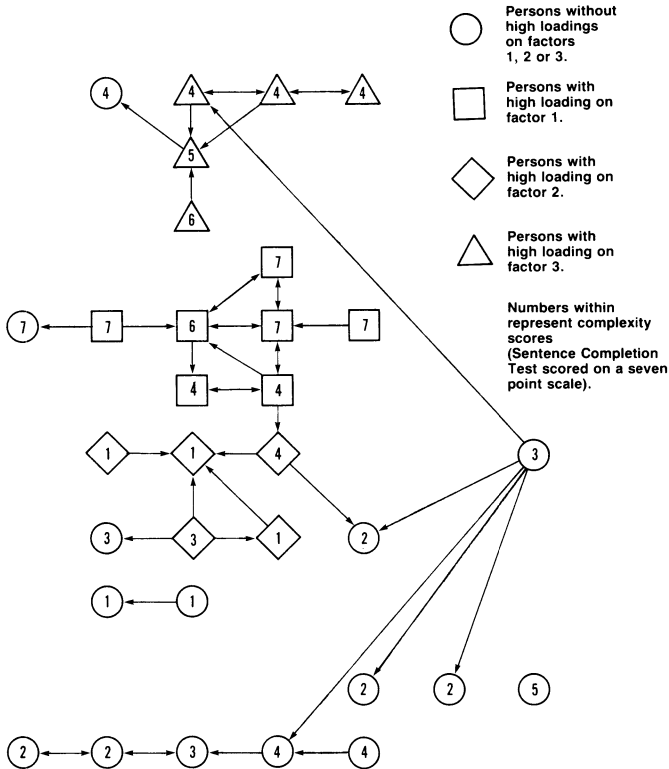 Persons without
high loadings
on factors
1, 2 or 3.
4 4 4 4
Persons with
high loading on
factor 1.
5
Persons with
high loading on
factor 2.
6
Persons with
high loading on
factor 3.
7
Numbers within
represent complexity
scores
(Sentence Completion
Test scored on a seven
point scale).
7 7 6 7 7
4 4
1 1 4 3
3 3 1 2
1 1
2 2 5
2 2 3 4 4